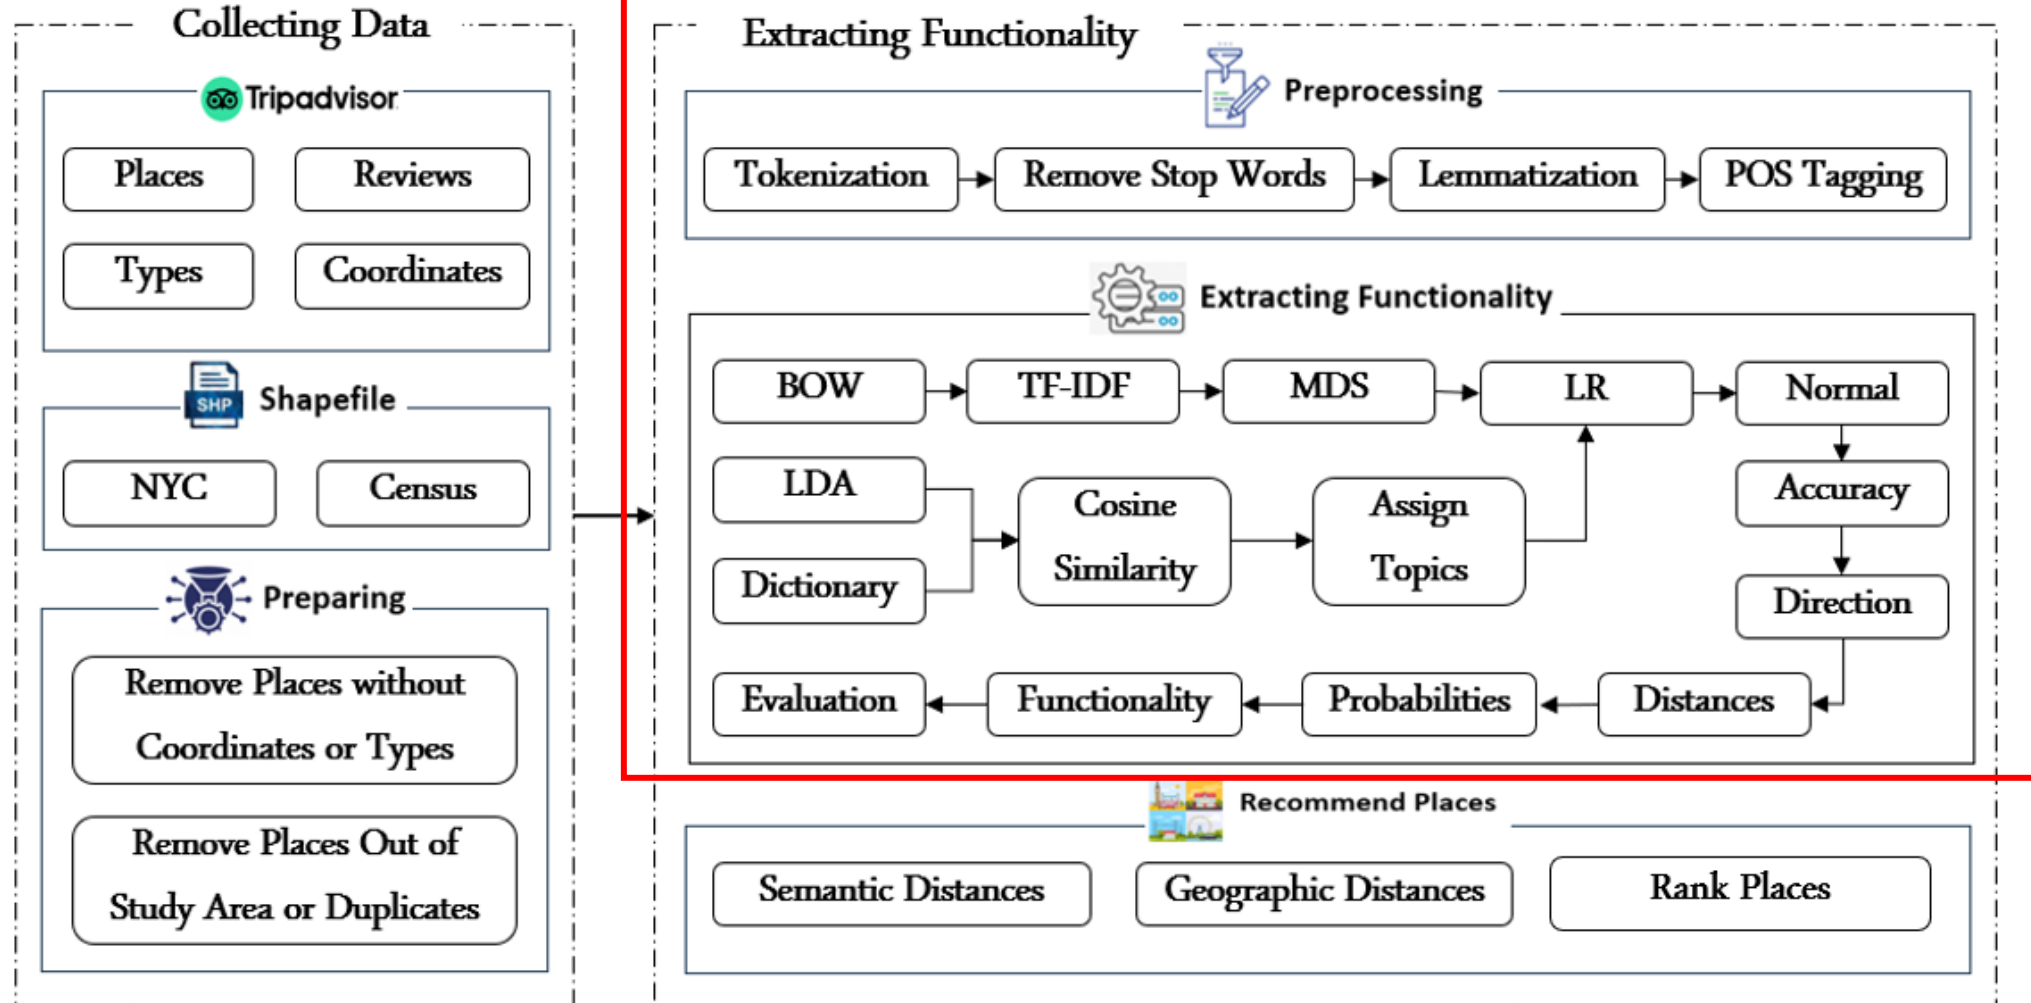 Collecting Data
Tripadvisor
Places
Reviews
Types
Coordinates
SHP
Shapefile
NYC
Census
Preparing
Remove Places without
Coordinates or Types
Remove Places Out of
Study Area or Duplicates
Extracting Functionality
Preprocessing
Tokenization
Remove Stop Words
Lemmatization
POS Tagging
Extracting Functionality
BOW
TF-IDF
MDS
LR
Normal
LDA
Dictionary
Cosine
Similarity
Assign
Topics
Accuracy
Direction
Distances
Probabilities
Functionality
Evaluation
Recommend Places
Semantic Distances
Geographic Distances
Rank Places